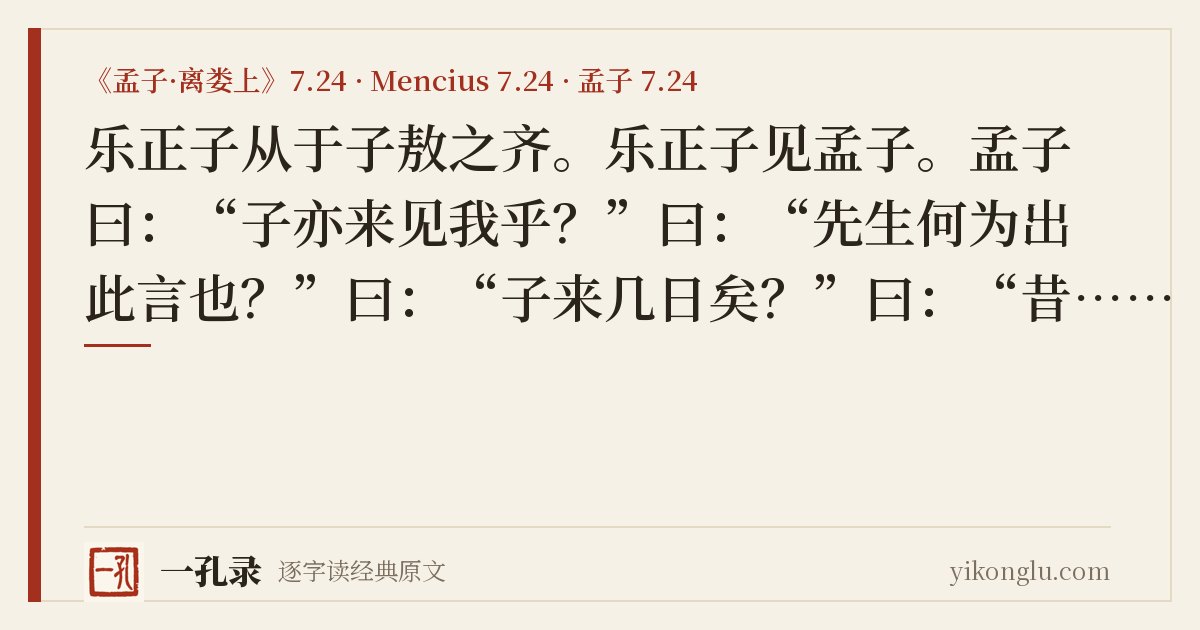 《孟子·离娄上》7.24 · Mencius 7.24 · 孟子 7.24
乐正子从于子敖之齐。乐正子见孟子。孟子
曰：“子亦来见我乎？”曰：“先生何为出
此言也？”曰：“子来几日矣？”曰：“昔……
一孔
一孔录 逐字读经典原文
yikonglu.com